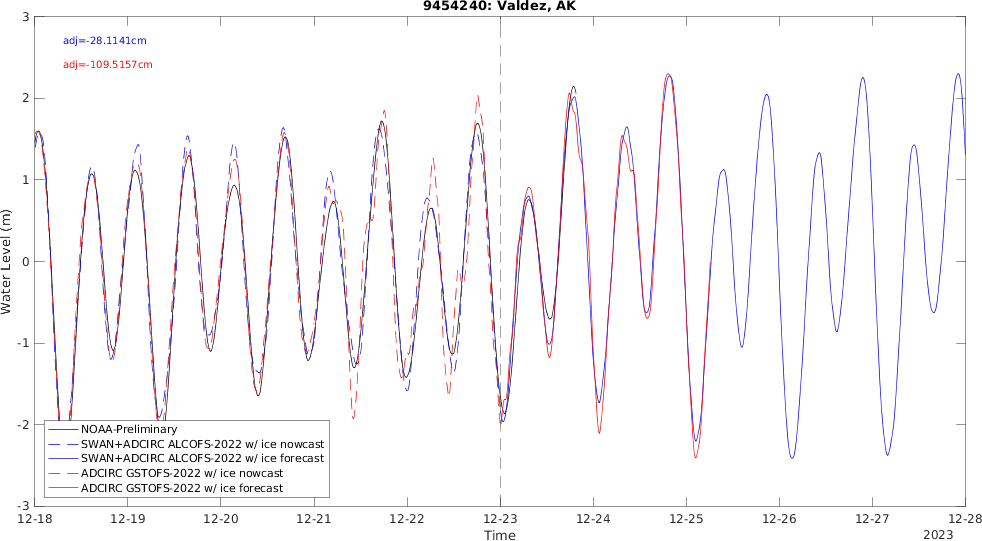 9454240: Valdez, AK
adj=-28.1141cm
adj=-109.5157cm
3
2
1
0
-1
-2
-3
Water Level (m)
NOAA-Preliminary
SWAN+ADCIRC ALCOFS-2022 w/ ice nowcast
SWAN+ADCIRC ALCOFS-2022 w/ ice forecast
ADCIRC GSTOFS-2022 w/ ice nowcast
ADCIRC GSTOFS-2022 w/ ice forecast
12-18 12-19 12-20 12-21 12-22 12-23 12-24 12-25 12-26 12-27 12-28
Time
2023